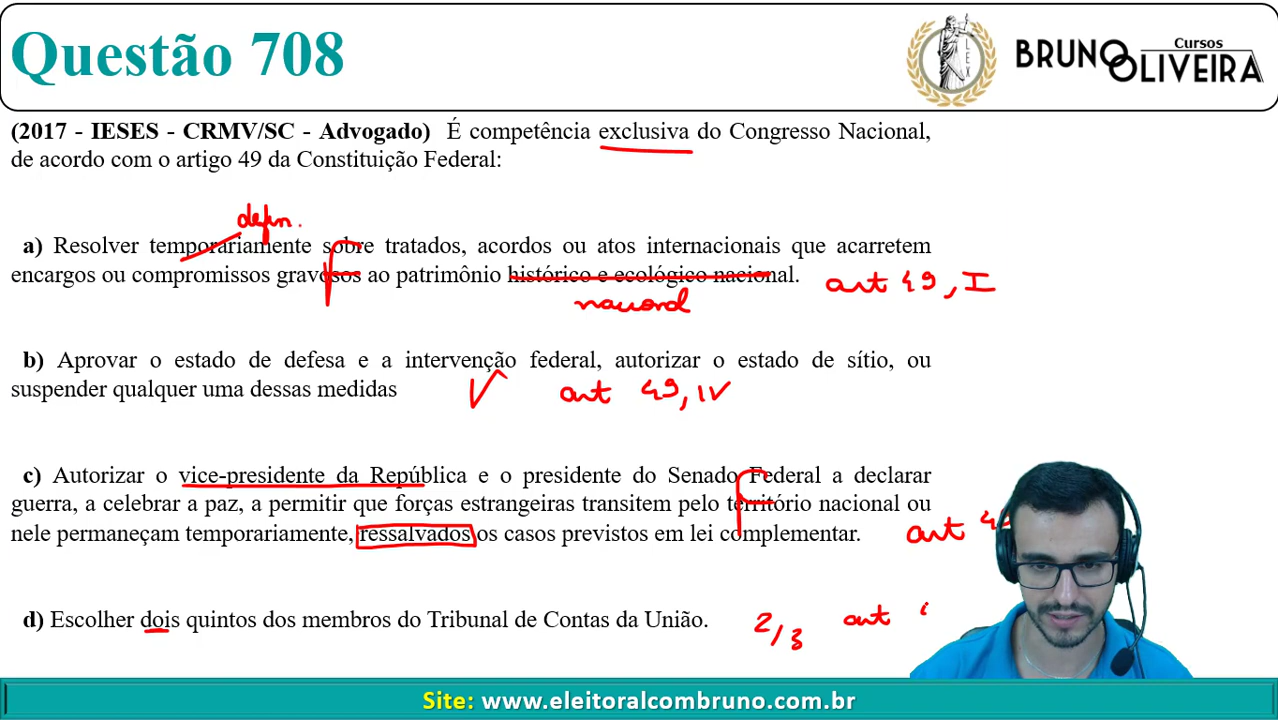 Questão 708
Cursos
BRUNO OLIVEIRA
LEX
(2017 - IESES - CRMV/SC - Advogado) É competência exclusiva do Congresso Nacional,
de acordo com o artigo 49 da Constituição Federal:
defin.
a) Resolver temporariamente sobre tratados, acordos ou atos internacionais que acarretem
encargos ou compromissos gravosos ao patrimônio histórico e ecológico nacional.
F
art 49, I
nacional
b) Aprovar o estado de defesa e a intervenção federal, autorizar o estado de sítio, ou
suspender qualquer uma dessas medidas
V art 49, IV
c) Autorizar o vice-presidente da República e o presidente do Senado Federal a declarar
guerra, a celebrar a paz, a permitir que forças estrangeiras transitem pelo território nacional ou
nele permaneçam temporariamente, ressalvados os casos previstos em lei complementar.
F
art
d) Escolher dois quintos dos membros do Tribunal de Contas da União.
2/3 art
Site: www.eleitoralcombruno.com.br